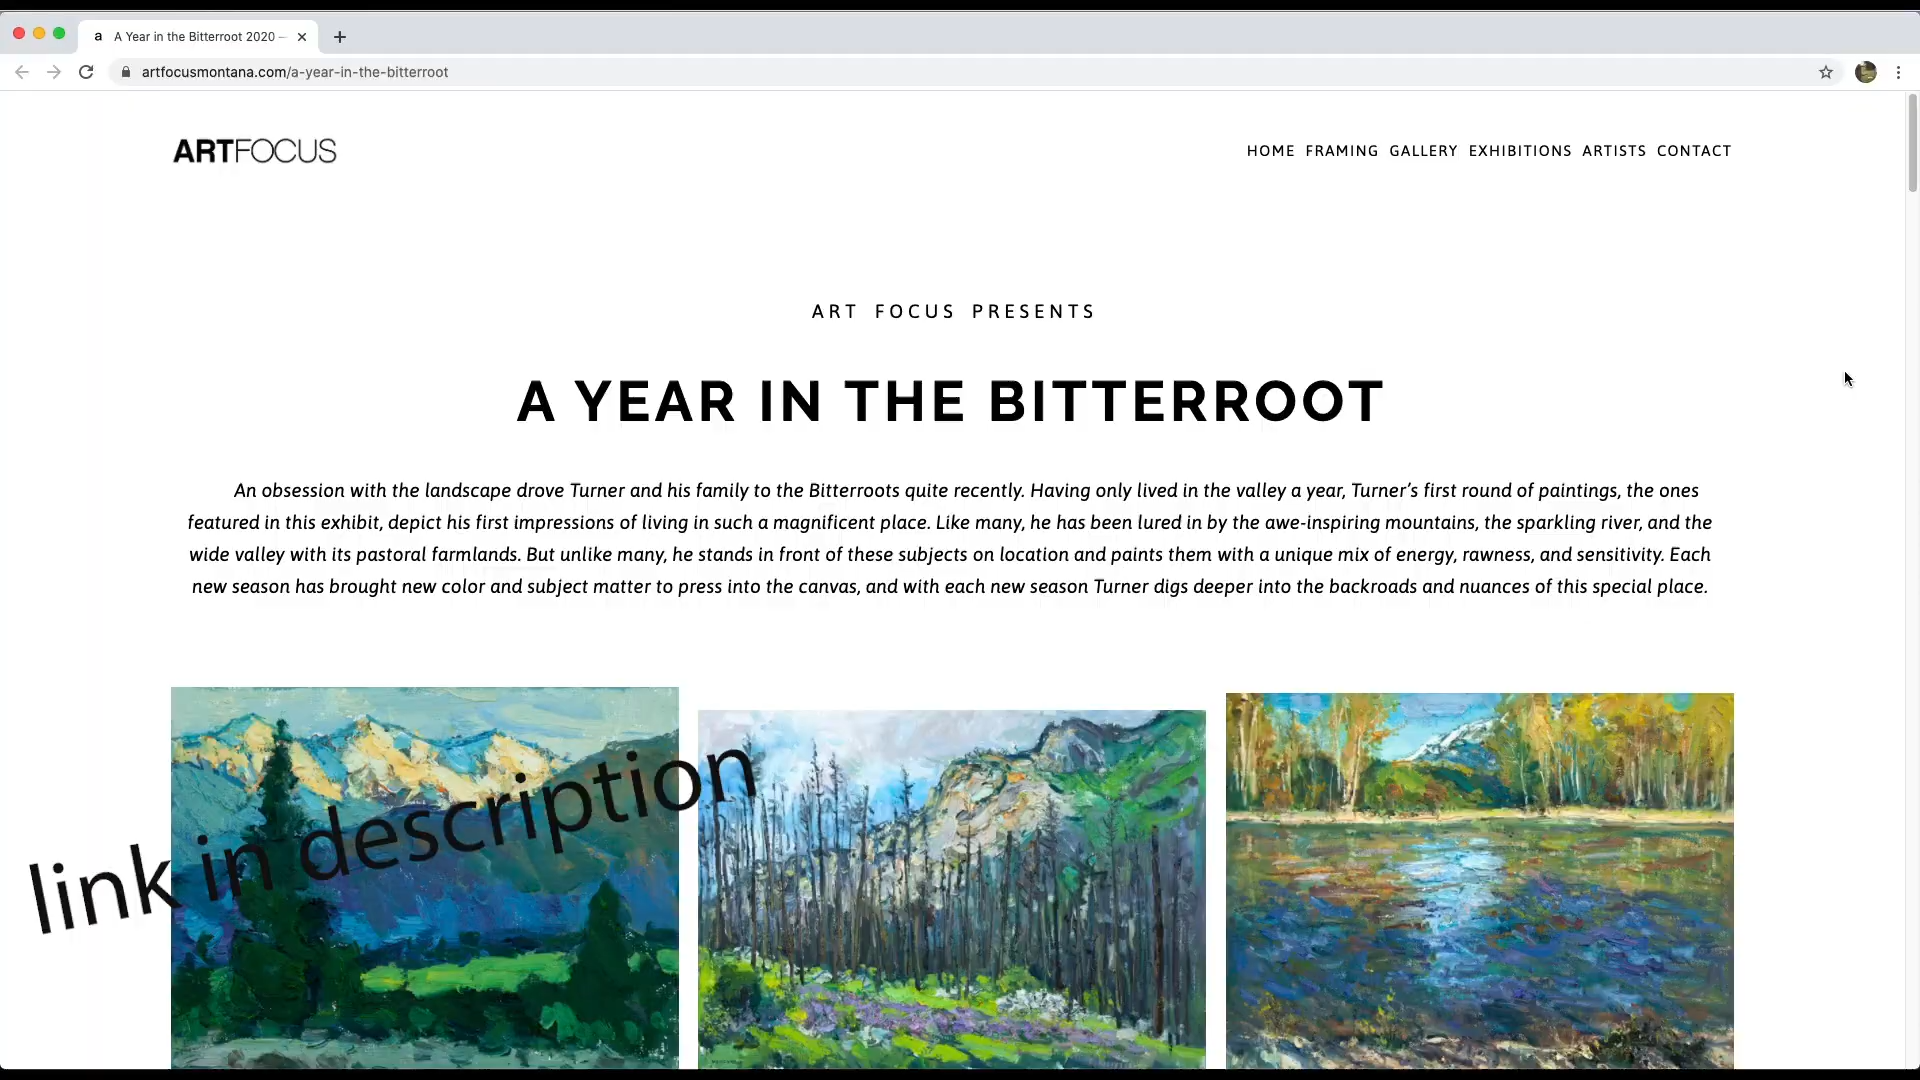 a A Year in the Bitterroot 2020 –
artfocusmontana.com/a-year-in-the-bitterroot
ARTFOCUS
HOME FRAMING GALLERY EXHIBITIONS ARTISTS CONTACT
ART FOCUS PRESENTS
A YEAR IN THE BITTERROOT
An obsession with the landscape drove Turner and his family to the Bitterroots quite recently. Having only lived in the valley a year, Turner’s first round of paintings, the ones
featured in this exhibit, depict his first impressions of living in such a magnificent place. Like many, he has been lured in by the awe-inspiring mountains, the sparkling river, and the
wide valley with its pastoral farmlands. But unlike many, he stands in front of these subjects on location and paints them with a unique mix of energy, rawness, and sensitivity. Each
new season has brought new color and subject matter to press into the canvas, and with each new season Turner digs deeper into the backroads and nuances of this special place.
link in description